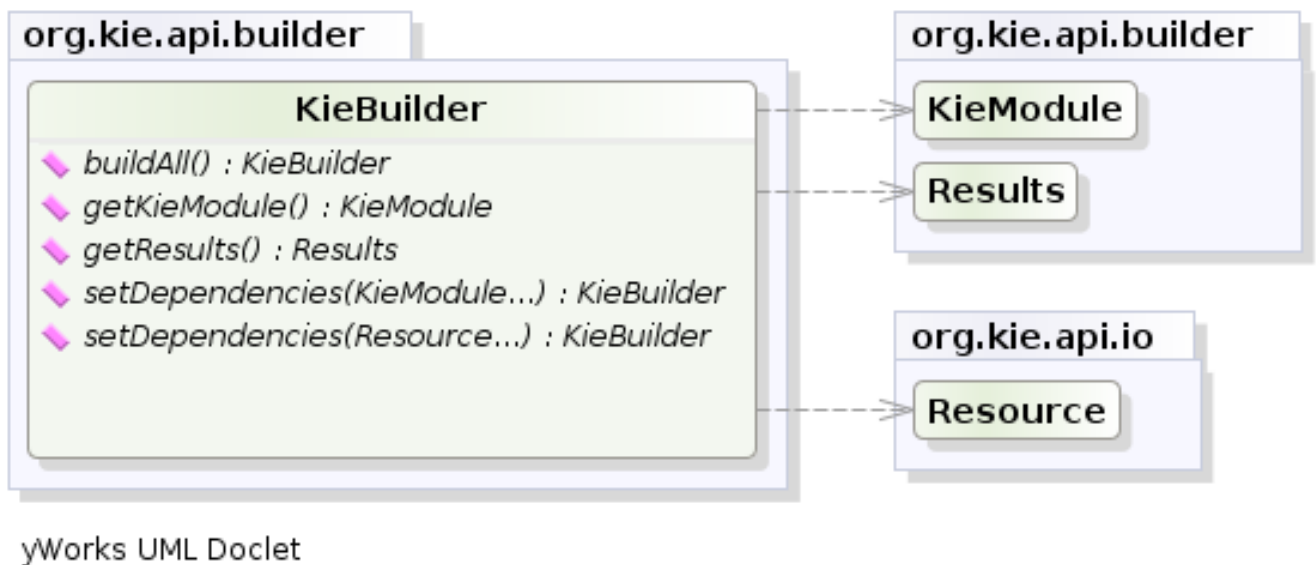 org.kie.api.builder
KieBuilder
buildAll() : KieBuilder
getKieModule() : KieModule
getResults() : Results
setDependencies(KieModule...) : KieBuilder
setDependencies(Resource...) : KieBuilder
org.kie.api.builder
KieModule
Results
org.kie.api.io
Resource
yWorks UML Doclet